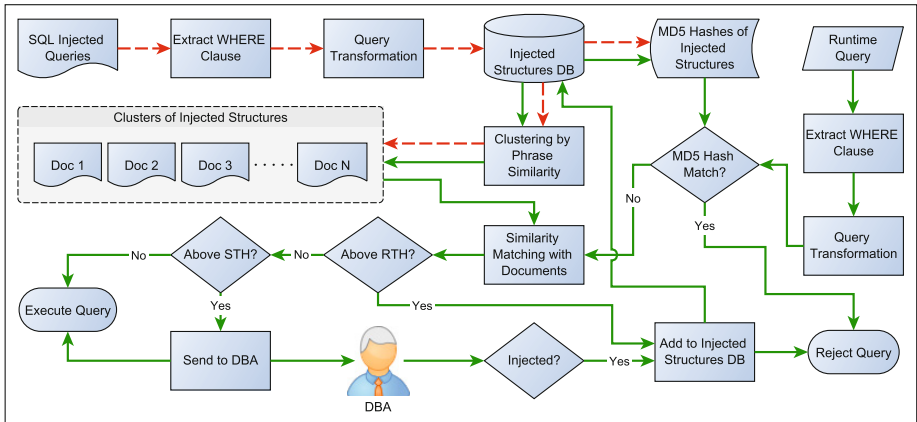 SQL Injected
Queries
Extract WHERE
Clause
Query
Transformation
Injected
Structures DB
MD5 Hashes of
Injected
Structures
Runtime
Query
Clusters of Injected Structures
Doc 1
Doc 2
Doc 3
......
Doc N
Clustering by
Phrase
Similarity
MD5 Hash
Match?
Extract WHERE
Clause
No
Yes
Query
Transformation
Similarity
Matching with
Documents
Above RTH?
No
Above STH?
No
Execute Query
Yes
Yes
Send to DBA
DBA
Injected?
Yes
Add to Injected
Structures DB
Reject Query